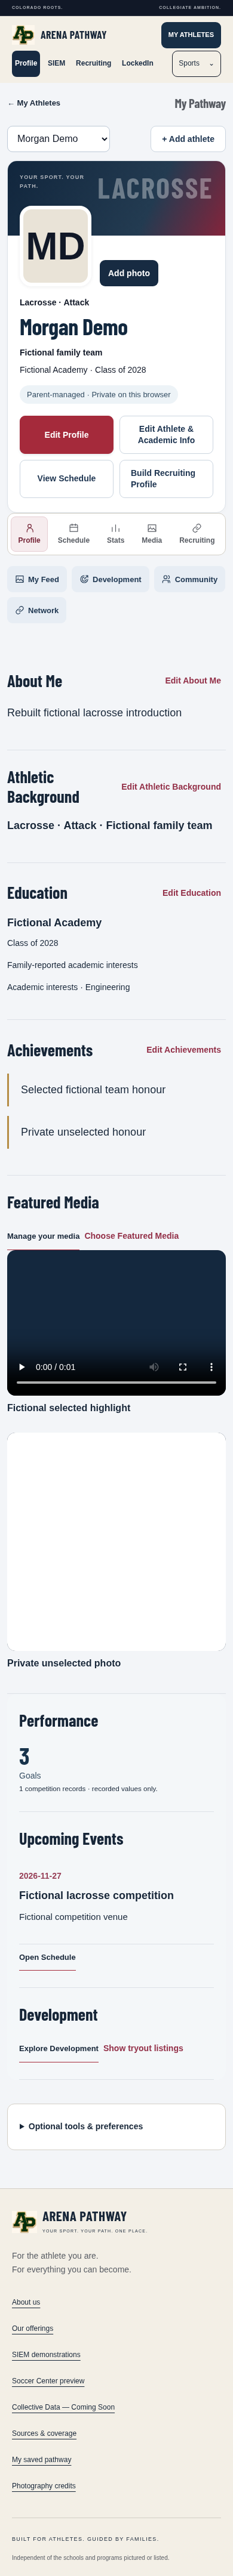 COLORADO ROOTS.
COLLEGIATE AMBITION.
AP
ARENA PATHWAY
MY ATHLETES
Profile
SIEM
Recruiting
LockedIn
Sports
← My Athletes
My Pathway
Morgan Demo
+ Add athlete
YOUR SPORT. YOUR
PATH.
LACROSSE
MD
Add photo
Lacrosse · Attack
Morgan Demo
Fictional family team
Fictional Academy · Class of 2028
Parent-managed · Private on this browser
Edit Profile
Edit Athlete &
Academic Info
View Schedule
Build Recruiting
Profile
Profile
Schedule
Stats
Media
Recruiting
My Feed
Development
Community
Network
About Me
Edit About Me
Rebuilt fictional lacrosse introduction
Athletic
Background
Edit Athletic Background
Lacrosse · Attack · Fictional family team
Education
Edit Education
Fictional Academy
Class of 2028
Family-reported academic interests
Academic interests · Engineering
Achievements
Edit Achievements
Selected fictional team honour
Private unselected honour
Featured Media
Manage your media
Choose Featured Media
0:00 / 0:01
Fictional selected highlight
Private unselected photo
Performance
3
Goals
1 competition records · recorded values only.
Upcoming Events
2026-11-27
Fictional lacrosse competition
Fictional competition venue
Open Schedule
Development
Explore Development
Show tryout listings
▶ Optional tools & preferences
AP
ARENA PATHWAY
YOUR SPORT. YOUR PATH. ONE PLACE.
For the athlete you are.
For everything you can become.
About us
Our offerings
SIEM demonstrations
Soccer Center preview
Collective Data — Coming Soon
Sources & coverage
My saved pathway
Photography credits
BUILT FOR ATHLETES. GUIDED BY FAMILIES.
Independent of the schools and programs pictured or listed.